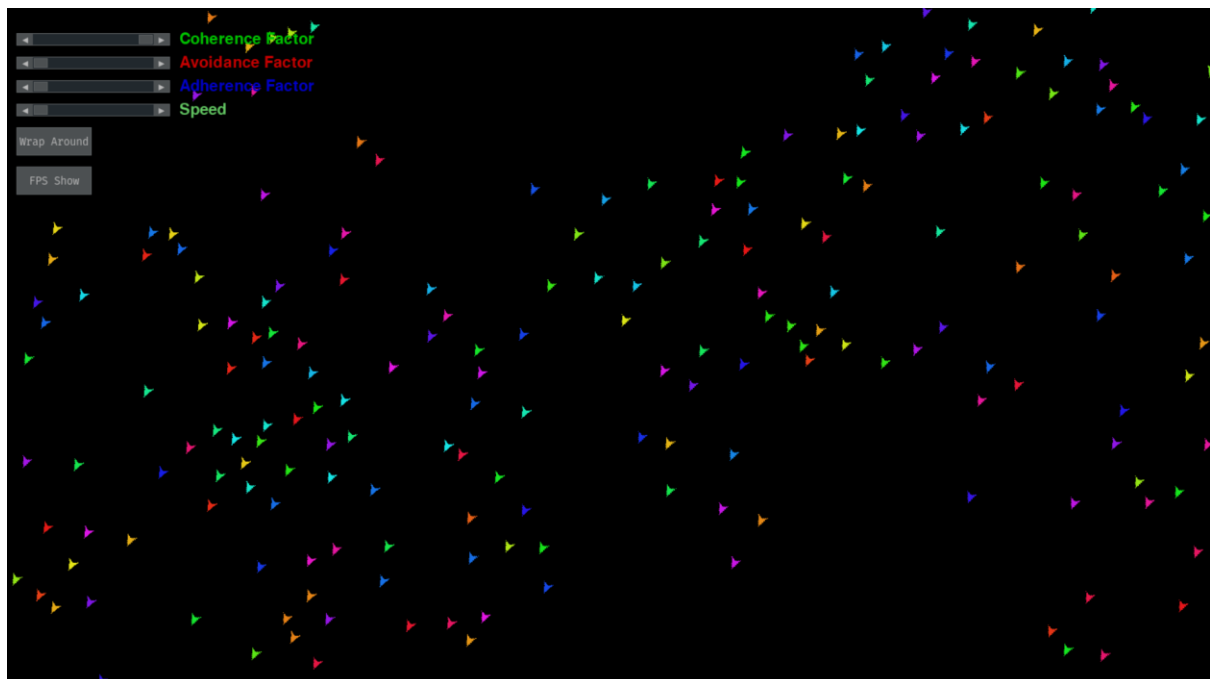 Coherence Factor
Avoidance Factor
Adherence Factor
Speed
Wrap Around
FPS Show